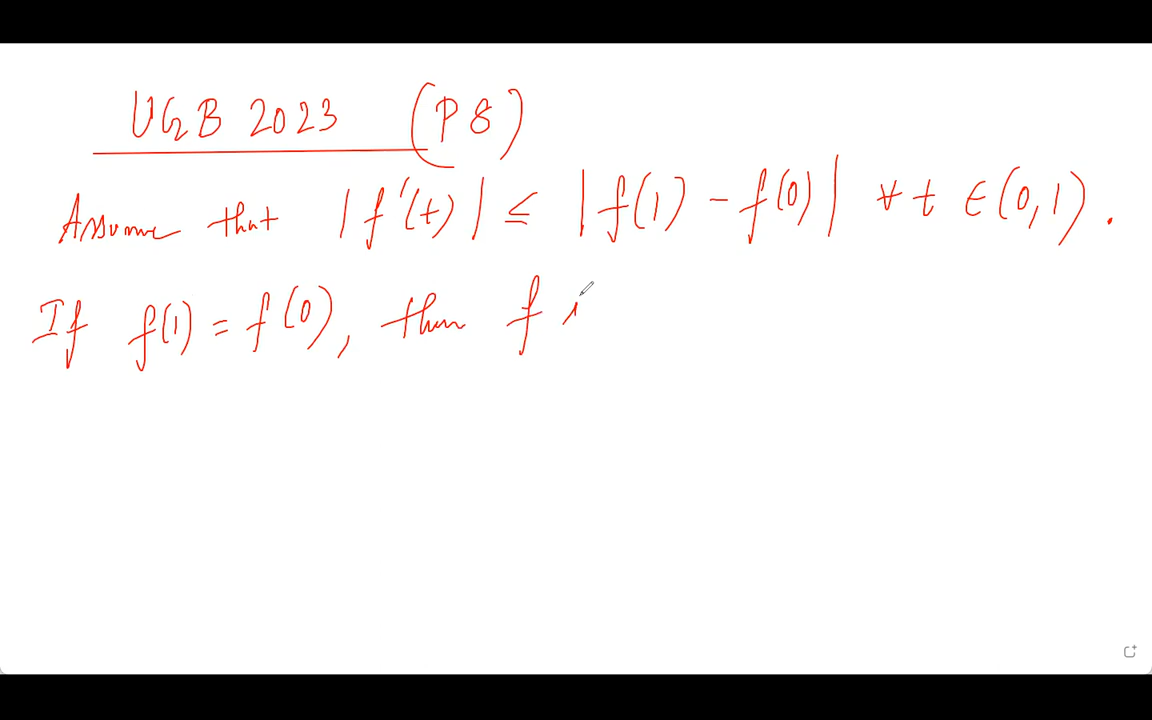 UGB 2023 (P8)
Assume that |f'(t)| ≤ |f(1) - f(0)| ∀ t ∈ (0,1).
If f(1) = f(0), then f i